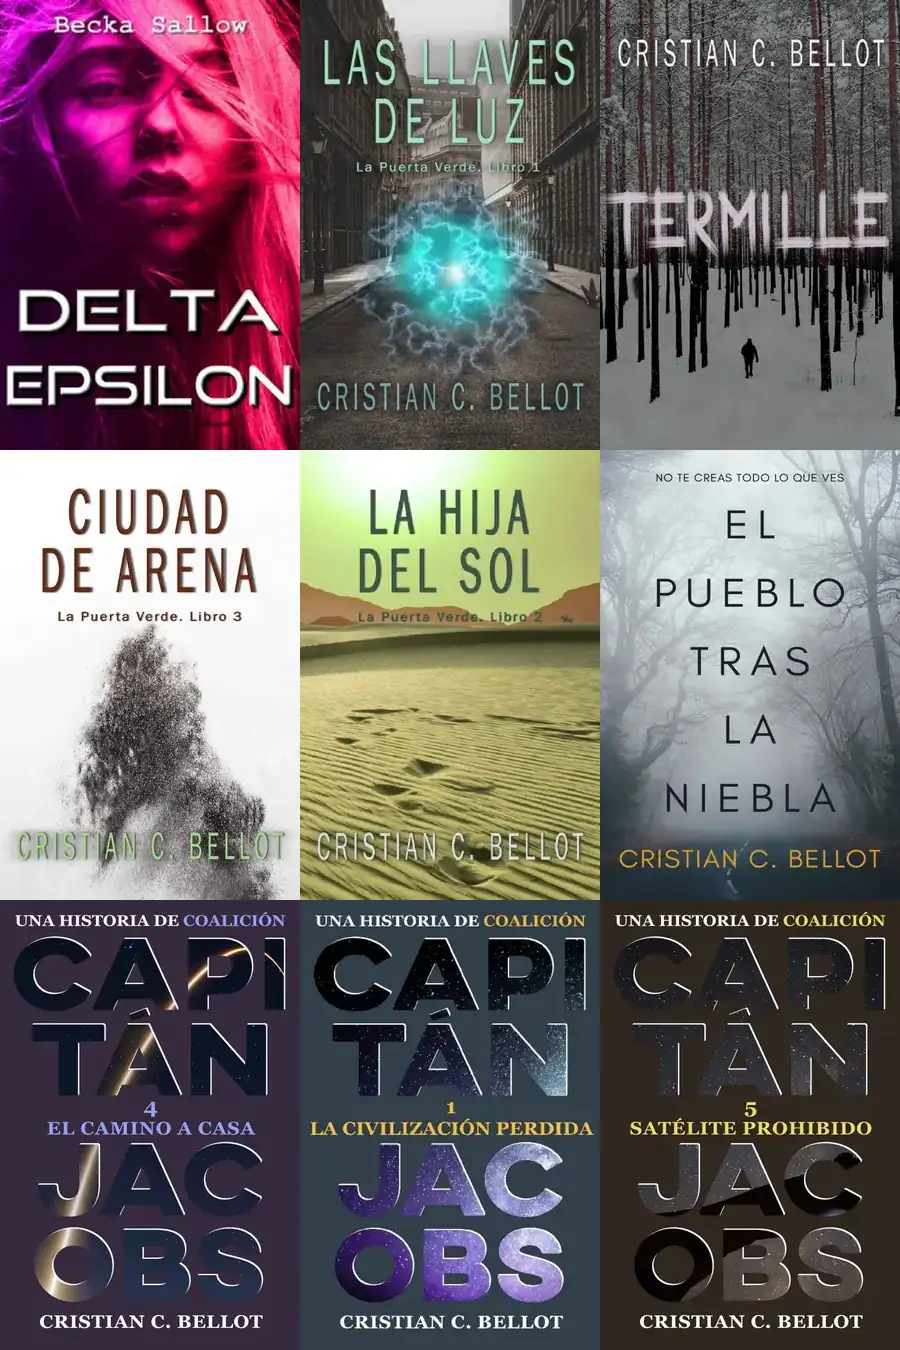 Becka Sallow
DELTA
EPSILON
LAS LLAVES
DE LUZ
La Puerta Verde. Libro 1
CRISTIAN C. BELLOT
CRISTIAN C. BELLOT
TERMILLE
CIUDAD
DE ARENA
La Puerta Verde. Libro 3
CRISTIAN C. BELLOT
LA HIJA
DEL SOL
La Puerta Verde. Libro 2
CRISTIAN C. BELLOT
NO TE CREAS TODO LO QUE VES
EL
PUEBLO
TRAS
LA
NIEBLA
CRISTIAN C. BELLOT
UNA HISTORIA DE COALICIÓN
CAPI
TÁN
4
EL CAMINO A CASA
JAC
OBS
CRISTIAN C. BELLOT
UNA HISTORIA DE COALICIÓN
CAPI
TÁN
1
LA CIVILIZACIÓN PERDIDA
JAC
OBS
CRISTIAN C. BELLOT
UNA HISTORIA DE COALICIÓN
CAPI
TÁN
5
SATÉLITE PROHIBIDO
JAC
OBS
CRISTIAN C. BELLOT